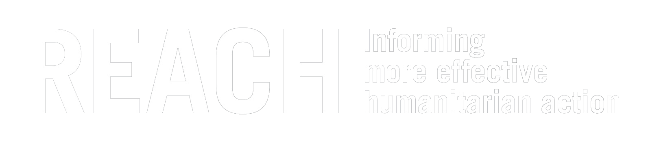 REACH
Informing
more effective
humanitarian action